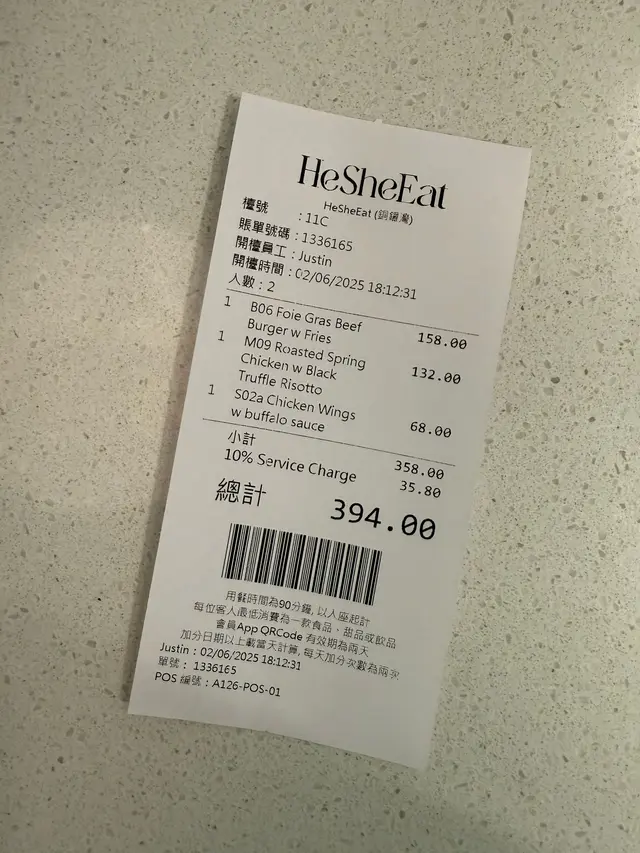 HeSheEat
HeSheEat (銅鑼灣)
檯號 : 11C
賬單號碼 : 1336165
開檯員工 : Justin
開檯時間 : 02/06/2025 18:12:31
人數 : 2
1 B06 Foie Gras Beef
Burger w Fries 158.00
1 M09 Roasted Spring
Chicken w Black 132.00
Truffle Risotto
1 S02a Chicken Wings
w buffalo sauce 68.00
小計 358.00
10% Service Charge 35.80
總計 394.00
用餐時間為90分鐘, 以入座起計
每位客人最低消費為一款食品、甜品或飲品
會員App QRCode 有效期為兩天
加分日期以上載當天計算, 每天加分次數為兩次
Justin : 02/06/2025 18:12:31
單號 : 1336165
POS 編號 : A126-POS-01